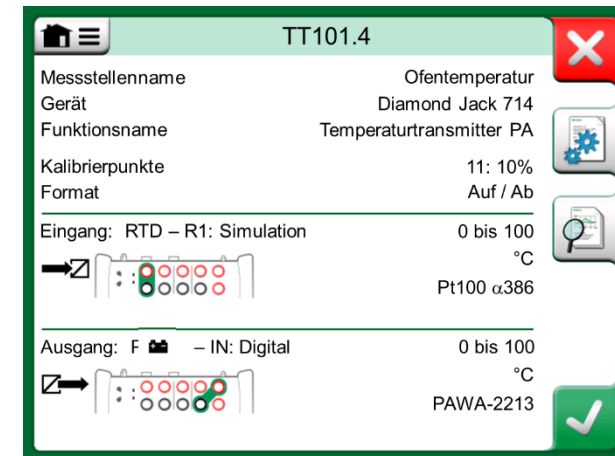 TT101.4
Messstellenname Ofentemperatur
Gerät Diamond Jack 714
Funktionsname Temperaturtransmitter PA
Kalibrierpunkte 11: 10%
Format Auf / Ab
Eingang: RTD – R1: Simulation 0 bis 100
°C
Pt100 α386
Ausgang: F – IN: Digital 0 bis 100
°C
PAWA-2213